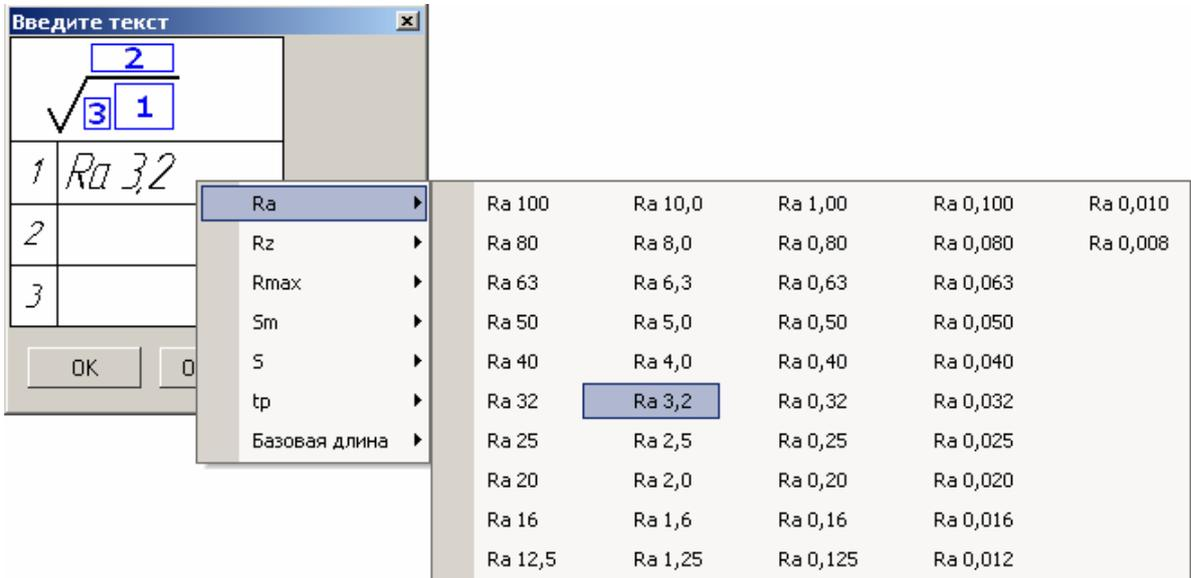 Введите текст
2
3 1
1 Ra 3,2
2
3
OK O
Ra
Rz
Rmax
Sm
S
tp
Базовая длина
Ra 100 Ra 10,0 Ra 1,00 Ra 0,100 Ra 0,010
Ra 80 Ra 8,0 Ra 0,80 Ra 0,080 Ra 0,008
Ra 63 Ra 6,3 Ra 0,63 Ra 0,063
Ra 50 Ra 5,0 Ra 0,50 Ra 0,050
Ra 40 Ra 4,0 Ra 0,40 Ra 0,040
Ra 32 Ra 3,2 Ra 0,32 Ra 0,032
Ra 25 Ra 2,5 Ra 0,25 Ra 0,025
Ra 20 Ra 2,0 Ra 0,20 Ra 0,020
Ra 16 Ra 1,6 Ra 0,16 Ra 0,016
Ra 12,5 Ra 1,25 Ra 0,125 Ra 0,012